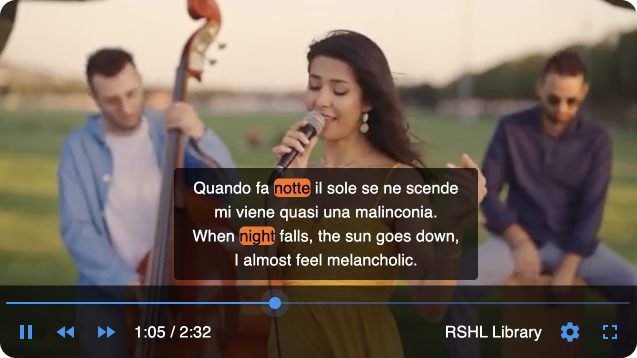 Quando fa notte il sole se ne scende
mi viene quasi una malinconia.
When night falls, the sun goes down,
I almost feel melancholic.
1:05 / 2:32
RSHL Library